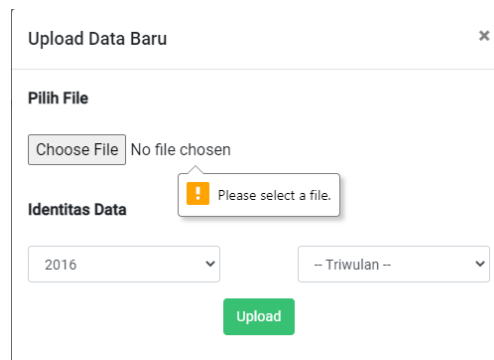 Upload Data Baru ×
Pilih File
Choose File No file chosen
! Please select a file.
Identitas Data
2016 -- Triwulan --
Upload